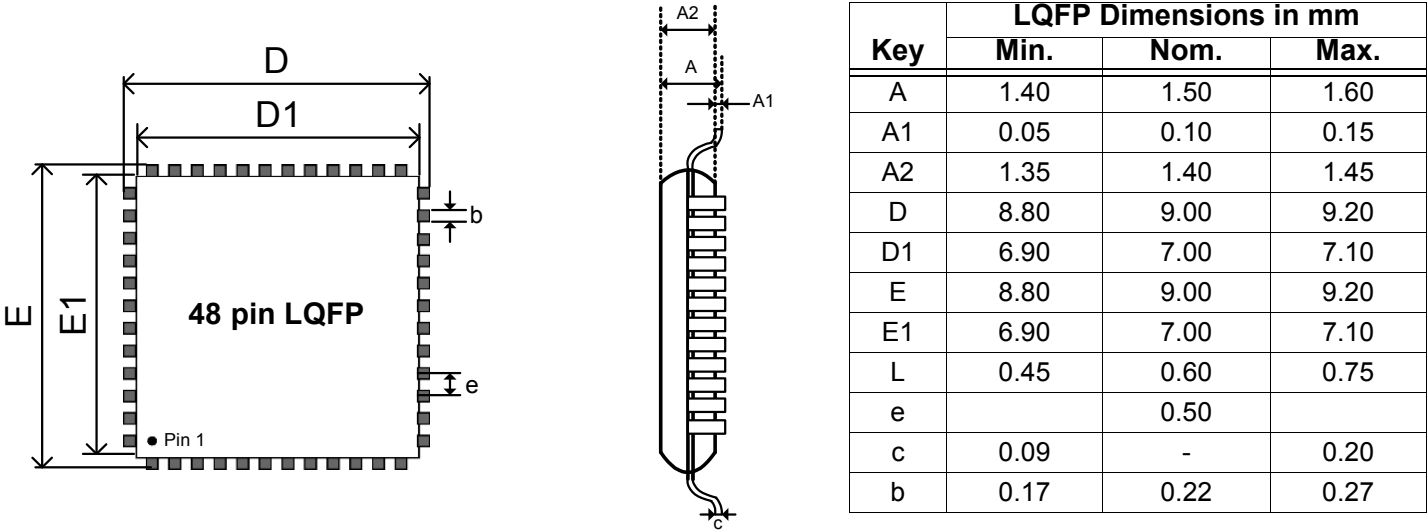 D
D1
E
E1
b
e
48 pin LQFP
Pin 1
A2
A
A1
c
LQFP Dimensions in mm
Key Min. Nom. Max.
A 1.40 1.50 1.60
A1 0.05 0.10 0.15
A2 1.35 1.40 1.45
D 8.80 9.00 9.20
D1 6.90 7.00 7.10
E 8.80 9.00 9.20
E1 6.90 7.00 7.10
L 0.45 0.60 0.75
e 0.50
c 0.09 - 0.20
b 0.17 0.22 0.27